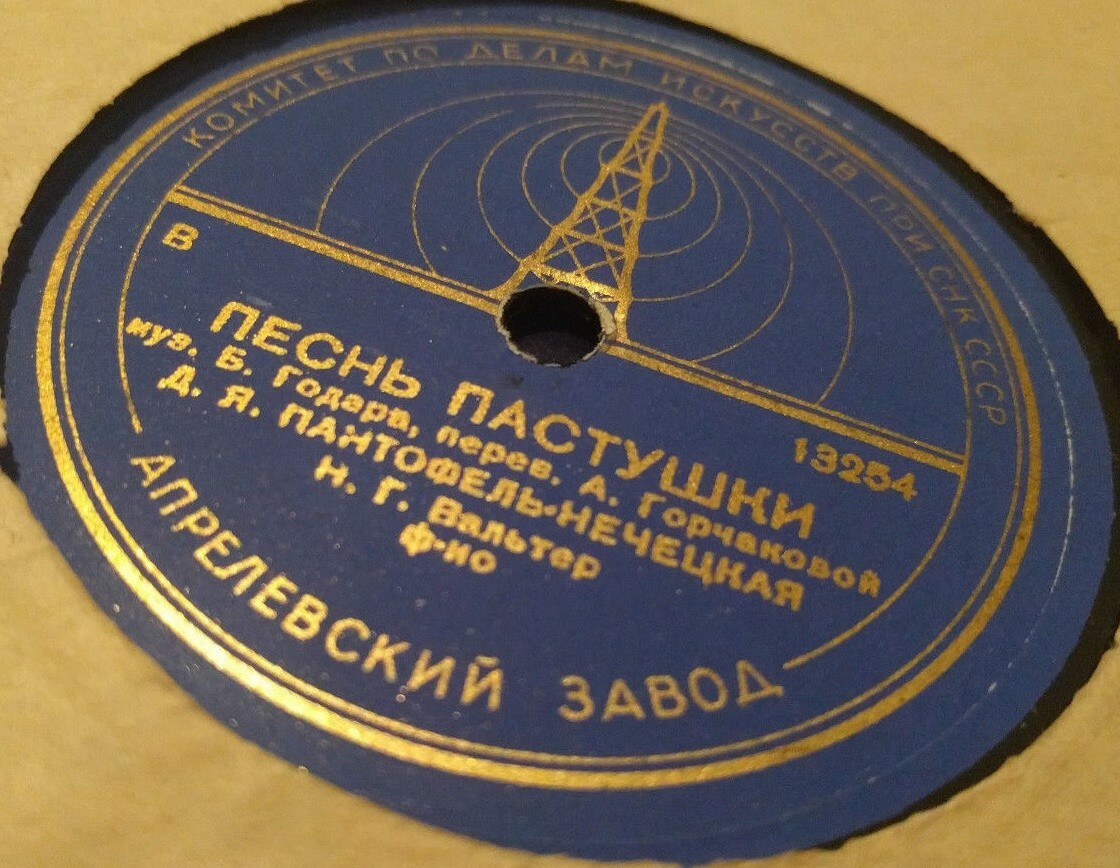 КОМИТЕТ ПО ДЕЛАМ ИСКУССТВ ПРИ СНК СССР
В
13254
ПЕСНЬ ПАСТУШКИ
муз. Б. Годара, перев. А. Горчаковой
Д. Я. ПАНТОФЕЛЬ-НЕЧЕЦКАЯ
Н. Г. Вальтер
ф-но
АПРЕЛЕВСКИЙ ЗАВОД